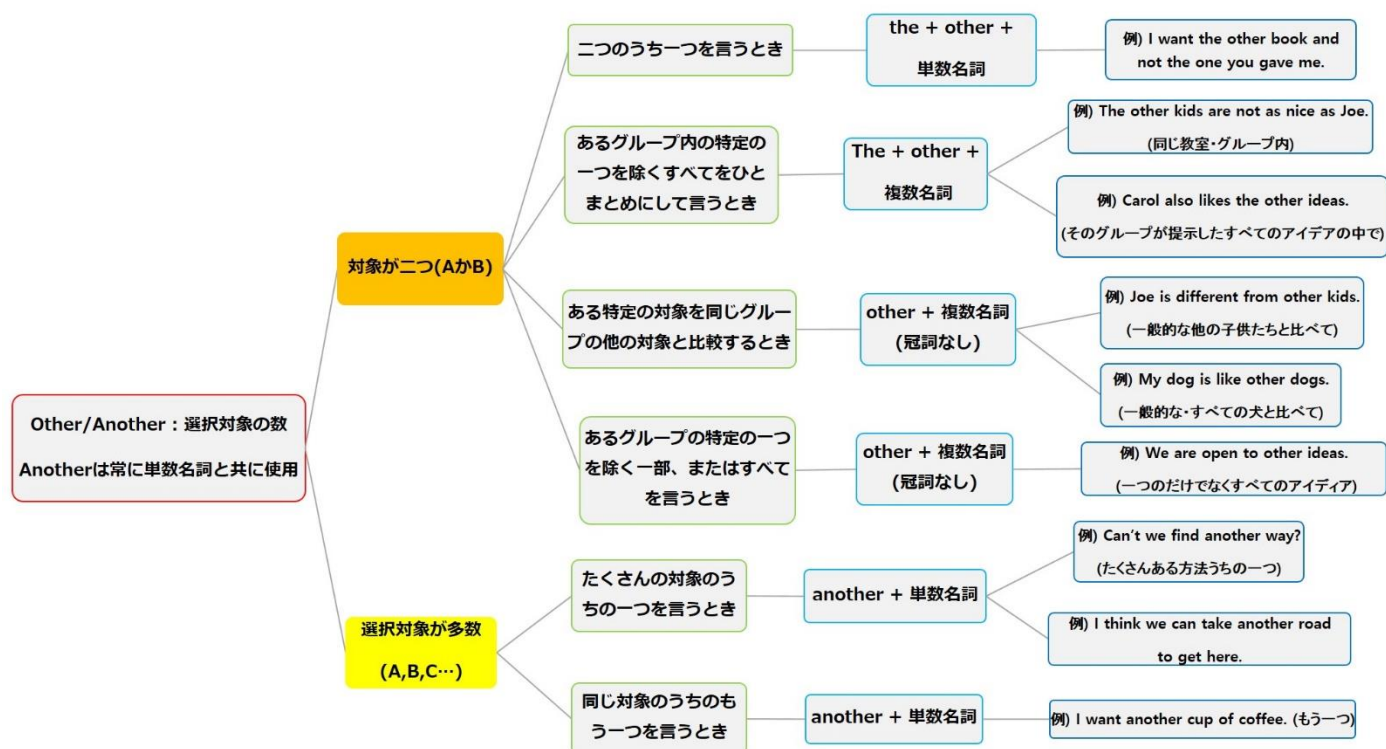 Other/Another : 選択対象の数
Anotherは常に単数名詞と共に使用
対象が二つ(AかB)
二つのうち一つを言うとき
the + other +
単数名詞
例) I want the other book and
not the one you gave me.
あるグループ内の特定の
一つを除くすべてをひと
まとめにして言うとき
The + other +
複数名詞
例) The other kids are not as nice as Joe.
(同じ教室・グループ内)
例) Carol also likes the other ideas.
(そのグループが提示したすべてのアイデアの中で)
ある特定の対象を同じグルー
プの他の対象と比較するとき
other + 複数名詞
(冠詞なし)
例) Joe is different from other kids.
(一般的な他の子供たちと比べて)
例) My dog is like other dogs.
(一般的な・すべての犬と比べて)
あるグループの特定の一つ
を除く一部、またはすべて
を言うとき
other + 複数名詞
(冠詞なし)
例) We are open to other ideas.
(一つのだけでなくすべてのアイディア)
選択対象が多数
(A,B,C…)
たくさんの対象のう
ちの一つを言うとき
another + 単数名詞
例) Can't we find another way?
(たくさんある方法うちの一つ)
例) I think we can take another road
to get here.
同じ対象のうちのも
う一つを言うとき
another + 単数名詞
例) I want another cup of coffee. (もう一つ)